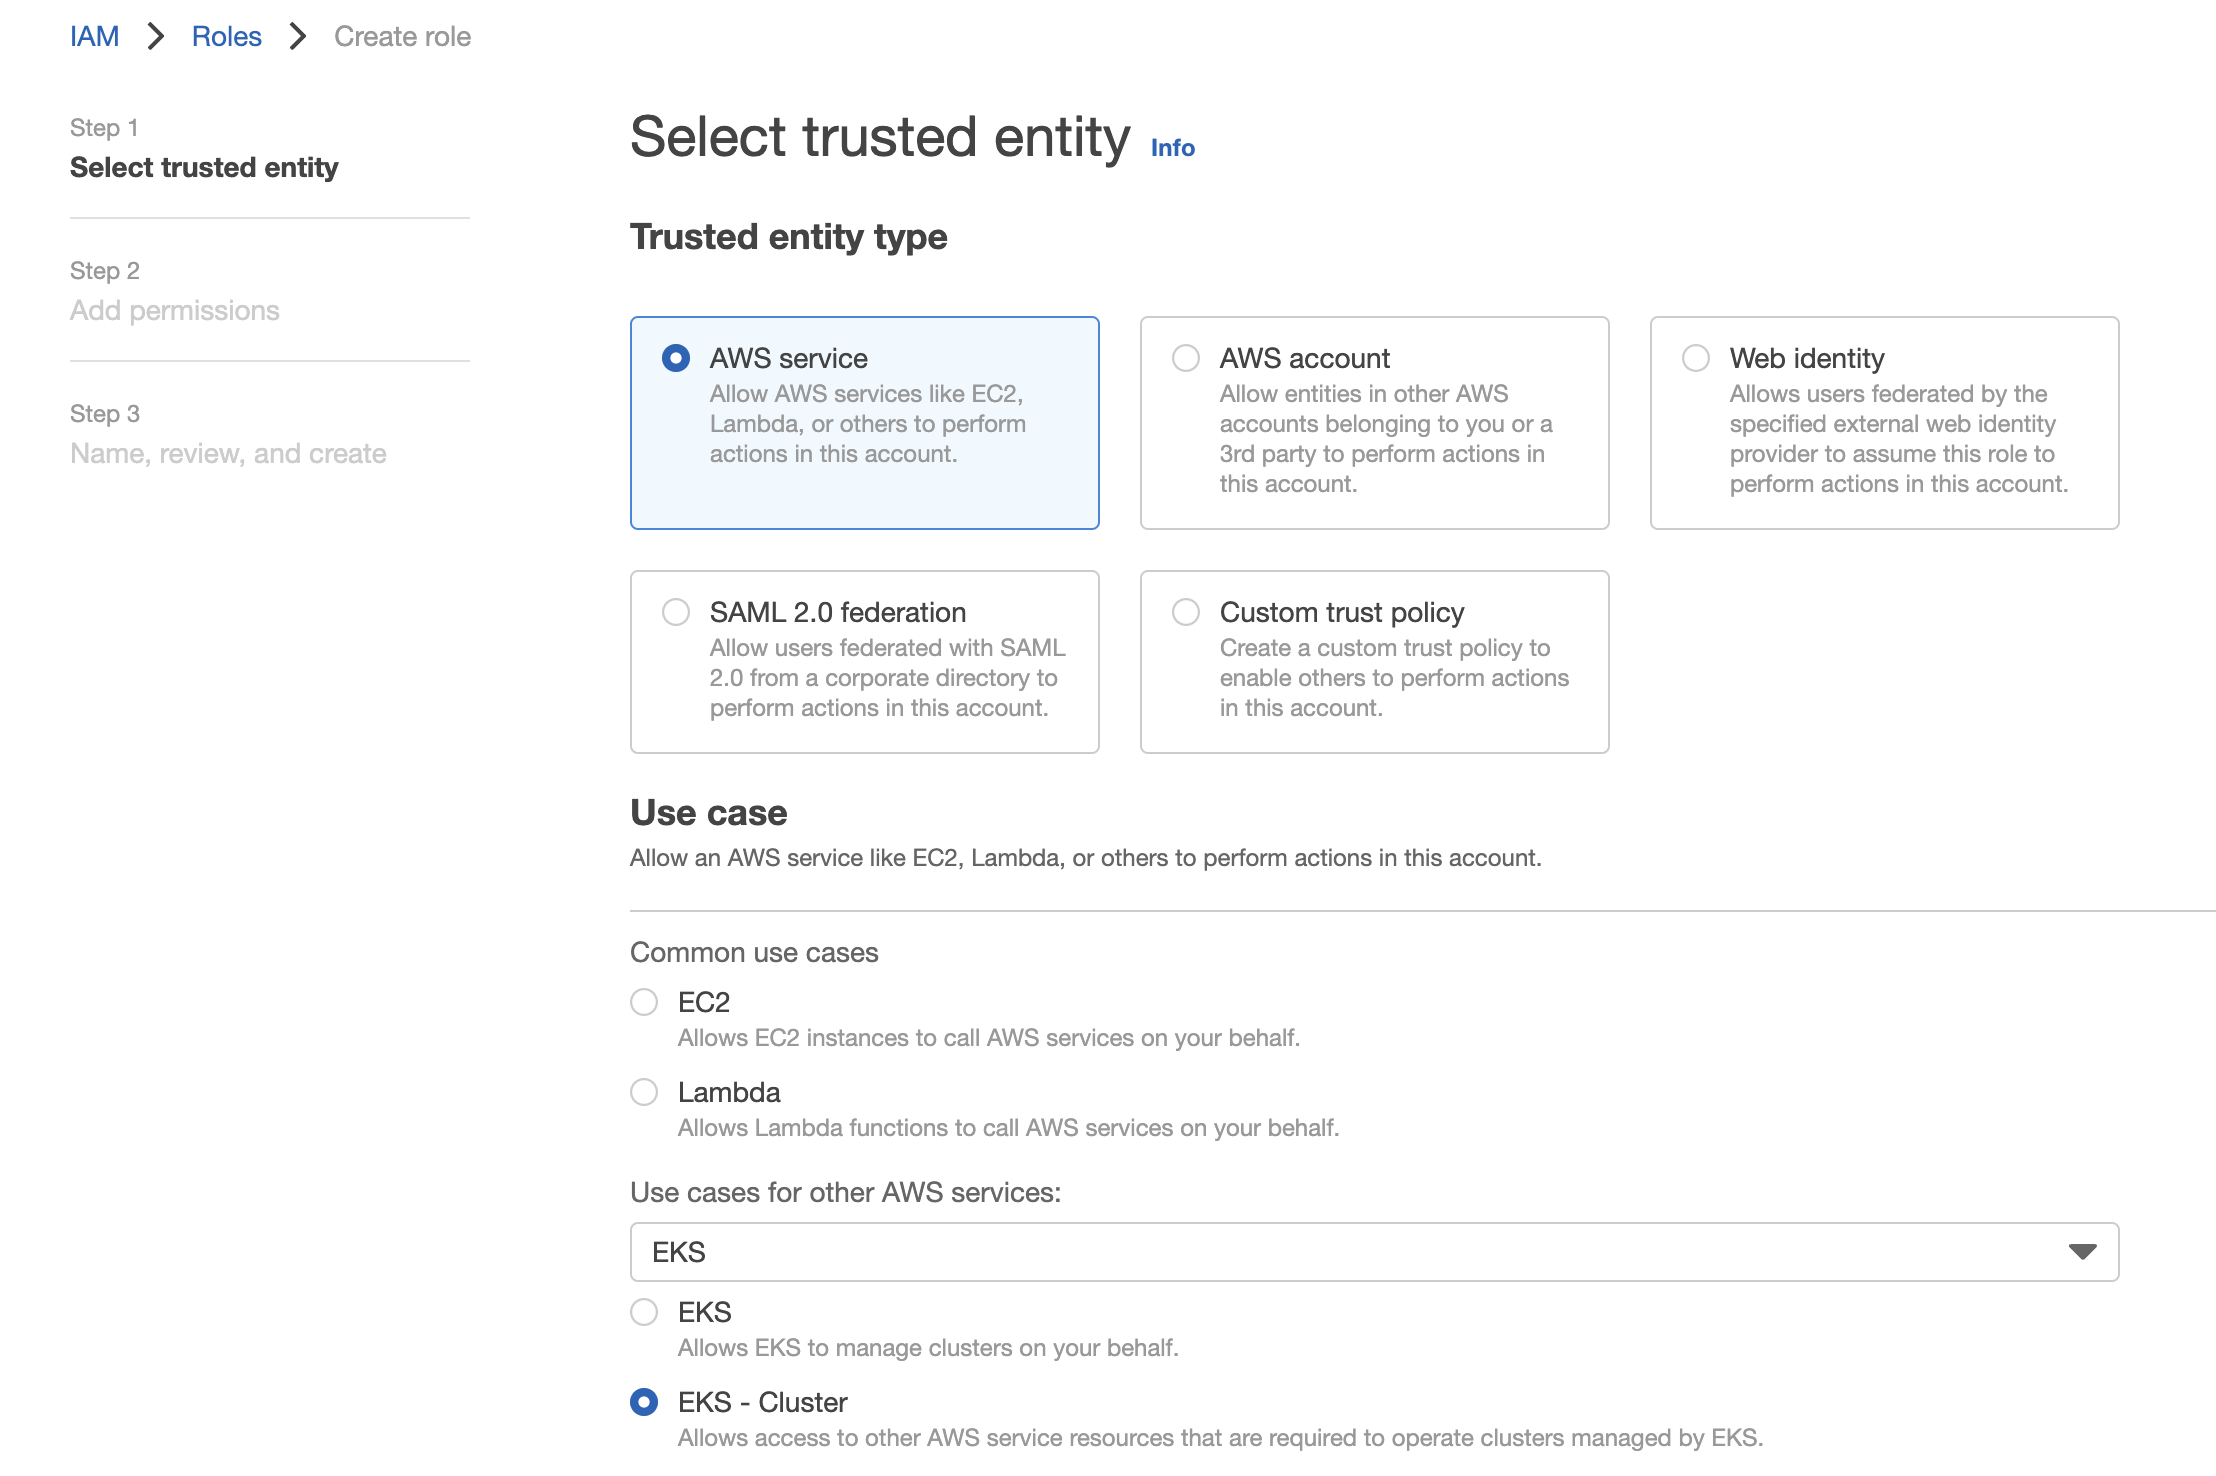 IAM > Roles > Create role
Step 1
Select trusted entity
Step 2
Add permissions
Step 3
Name, review, and create
Select trusted entity Info
Trusted entity type
AWS service
Allow AWS services like EC2,
Lambda, or others to perform
actions in this account.
AWS account
Allow entities in other AWS
accounts belonging to you or a
3rd party to perform actions in
this account.
Web identity
Allows users federated by the
specified external web identity
provider to assume this role to
perform actions in this account.
SAML 2.0 federation
Allow users federated with SAML
2.0 from a corporate directory to
perform actions in this account.
Custom trust policy
Create a custom trust policy to
enable others to perform actions
in this account.
Use case
Allow an AWS service like EC2, Lambda, or others to perform actions in this account.
Common use cases
EC2
Allows EC2 instances to call AWS services on your behalf.
Lambda
Allows Lambda functions to call AWS services on your behalf.
Use cases for other AWS services:
EKS
EKS
Allows EKS to manage clusters on your behalf.
EKS - Cluster
Allows access to other AWS service resources that are required to operate clusters managed by EKS.